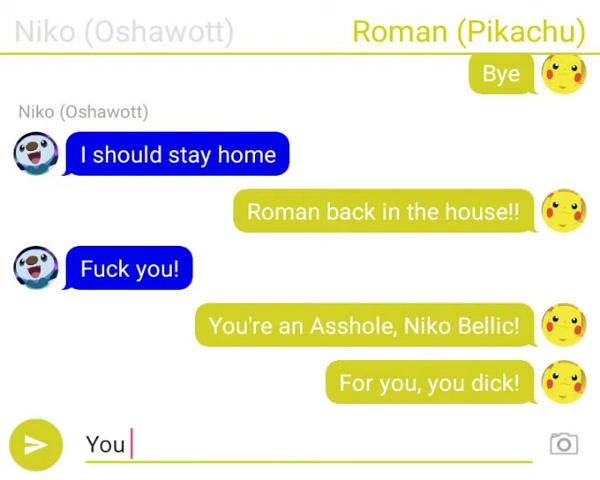 Niko (Oshawott) Roman (Pikachu)
Bye
Niko (Oshawott)
I should stay home
Roman back in the house!!
Fuck you!
You're an Asshole, Niko Bellic!
For you, you dick!
You